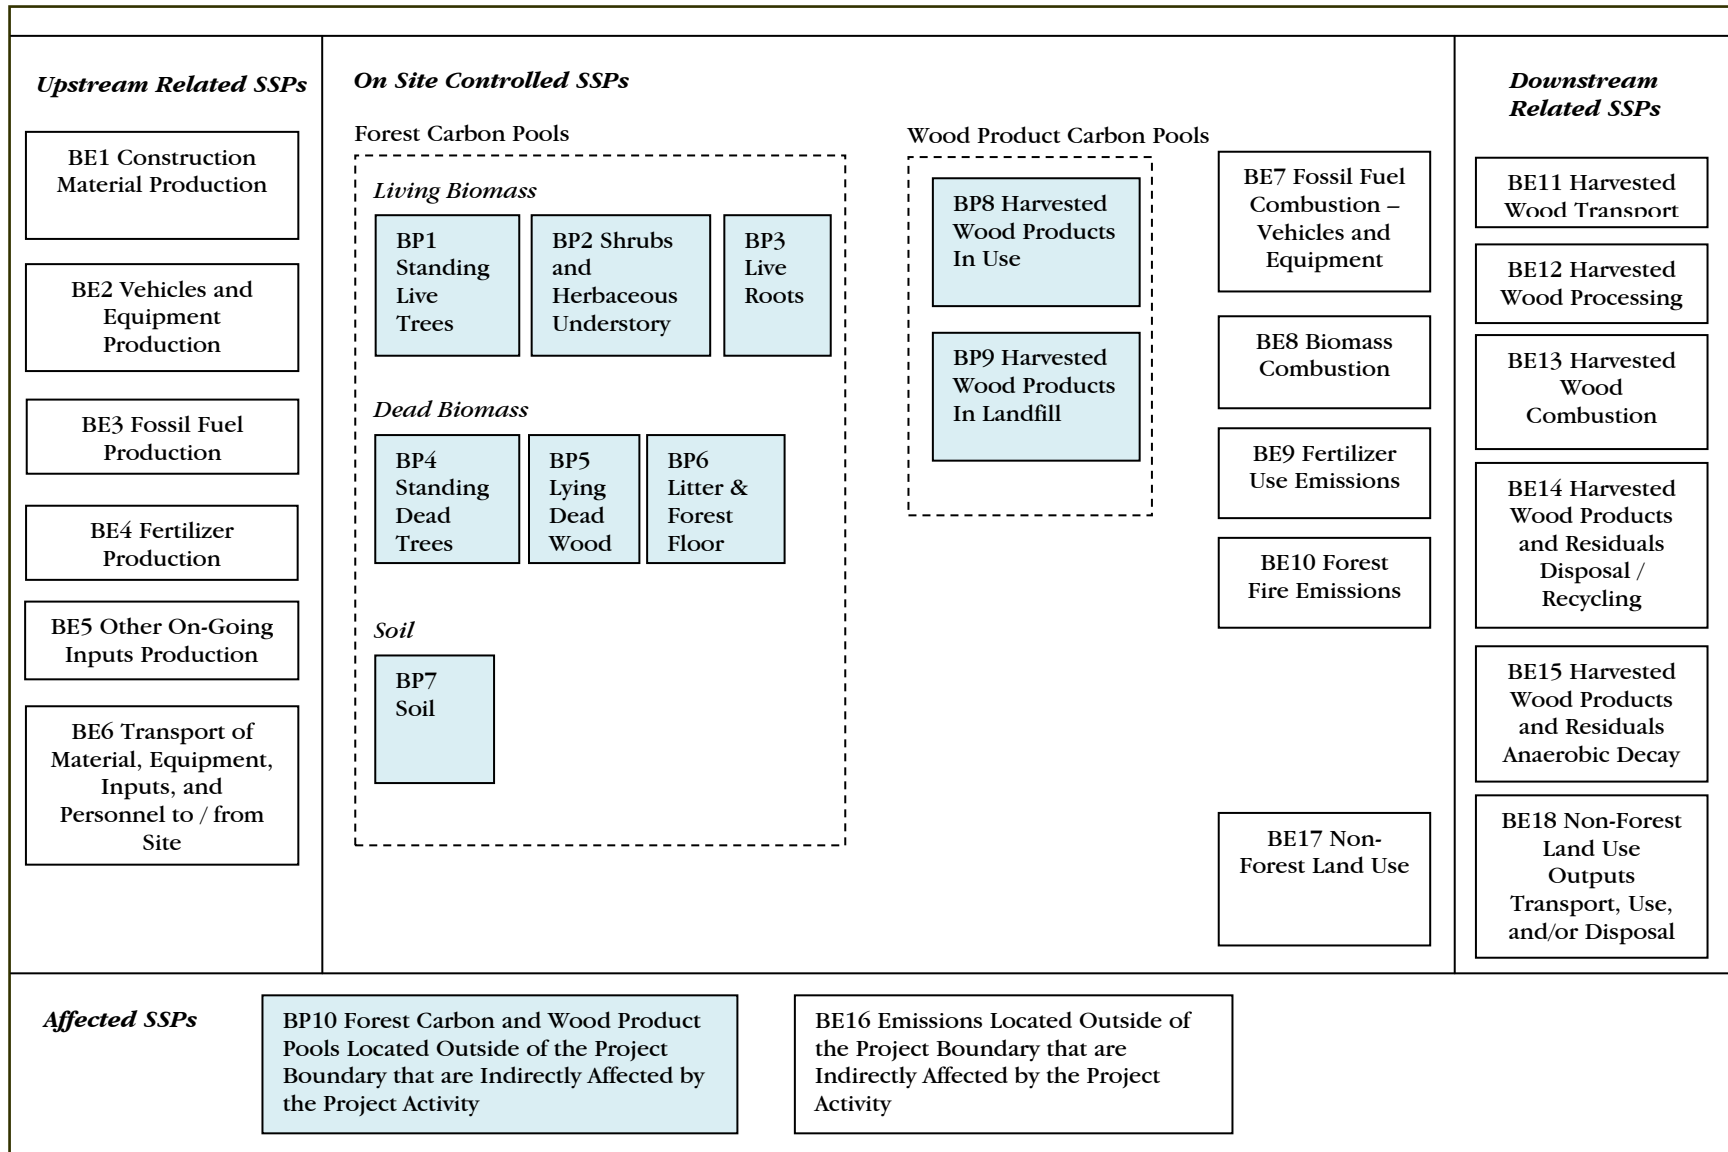 Upstream Related SSPs
BE1 Construction
Material Production
BE2 Vehicles and
Equipment
Production
BE3 Fossil Fuel
Production
BE4 Fertilizer
Production
BE5 Other On-Going
Inputs Production
BE6 Transport of
Material, Equipment,
Inputs, and
Personnel to / from
Site
On Site Controlled SSPs
Forest Carbon Pools
Living Biomass
BP1
Standing
Live
Trees
BP2 Shrubs
and
Herbaceous
Understory
BP3
Live
Roots
Dead Biomass
BP4
Standing
Dead
Trees
BP5
Lying
Dead
Wood
BP6
Litter &
Forest
Floor
Soil
BP7
Soil
Wood Product Carbon Pools
BP8 Harvested
Wood Products
In Use
BP9 Harvested
Wood Products
In Landfill
BE7 Fossil Fuel
Combustion –
Vehicles and
Equipment
BE8 Biomass
Combustion
BE9 Fertilizer
Use Emissions
BE10 Forest
Fire Emissions
BE17 Non-
Forest Land Use
Downstream
Related SSPs
BE11 Harvested
Wood Transport
BE12 Harvested
Wood Processing
BE13 Harvested
Wood
Combustion
BE14 Harvested
Wood Products
and Residuals
Disposal /
Recycling
BE15 Harvested
Wood Products
and Residuals
Anaerobic Decay
BE18 Non-Forest
Land Use
Outputs
Transport, Use,
and/or Disposal
Affected SSPs
BP10 Forest Carbon and Wood Product
Pools Located Outside of the Project
Boundary that are Indirectly Affected by
the Project Activity
BE16 Emissions Located Outside of
the Project Boundary that are
Indirectly Affected by the Project
Activity